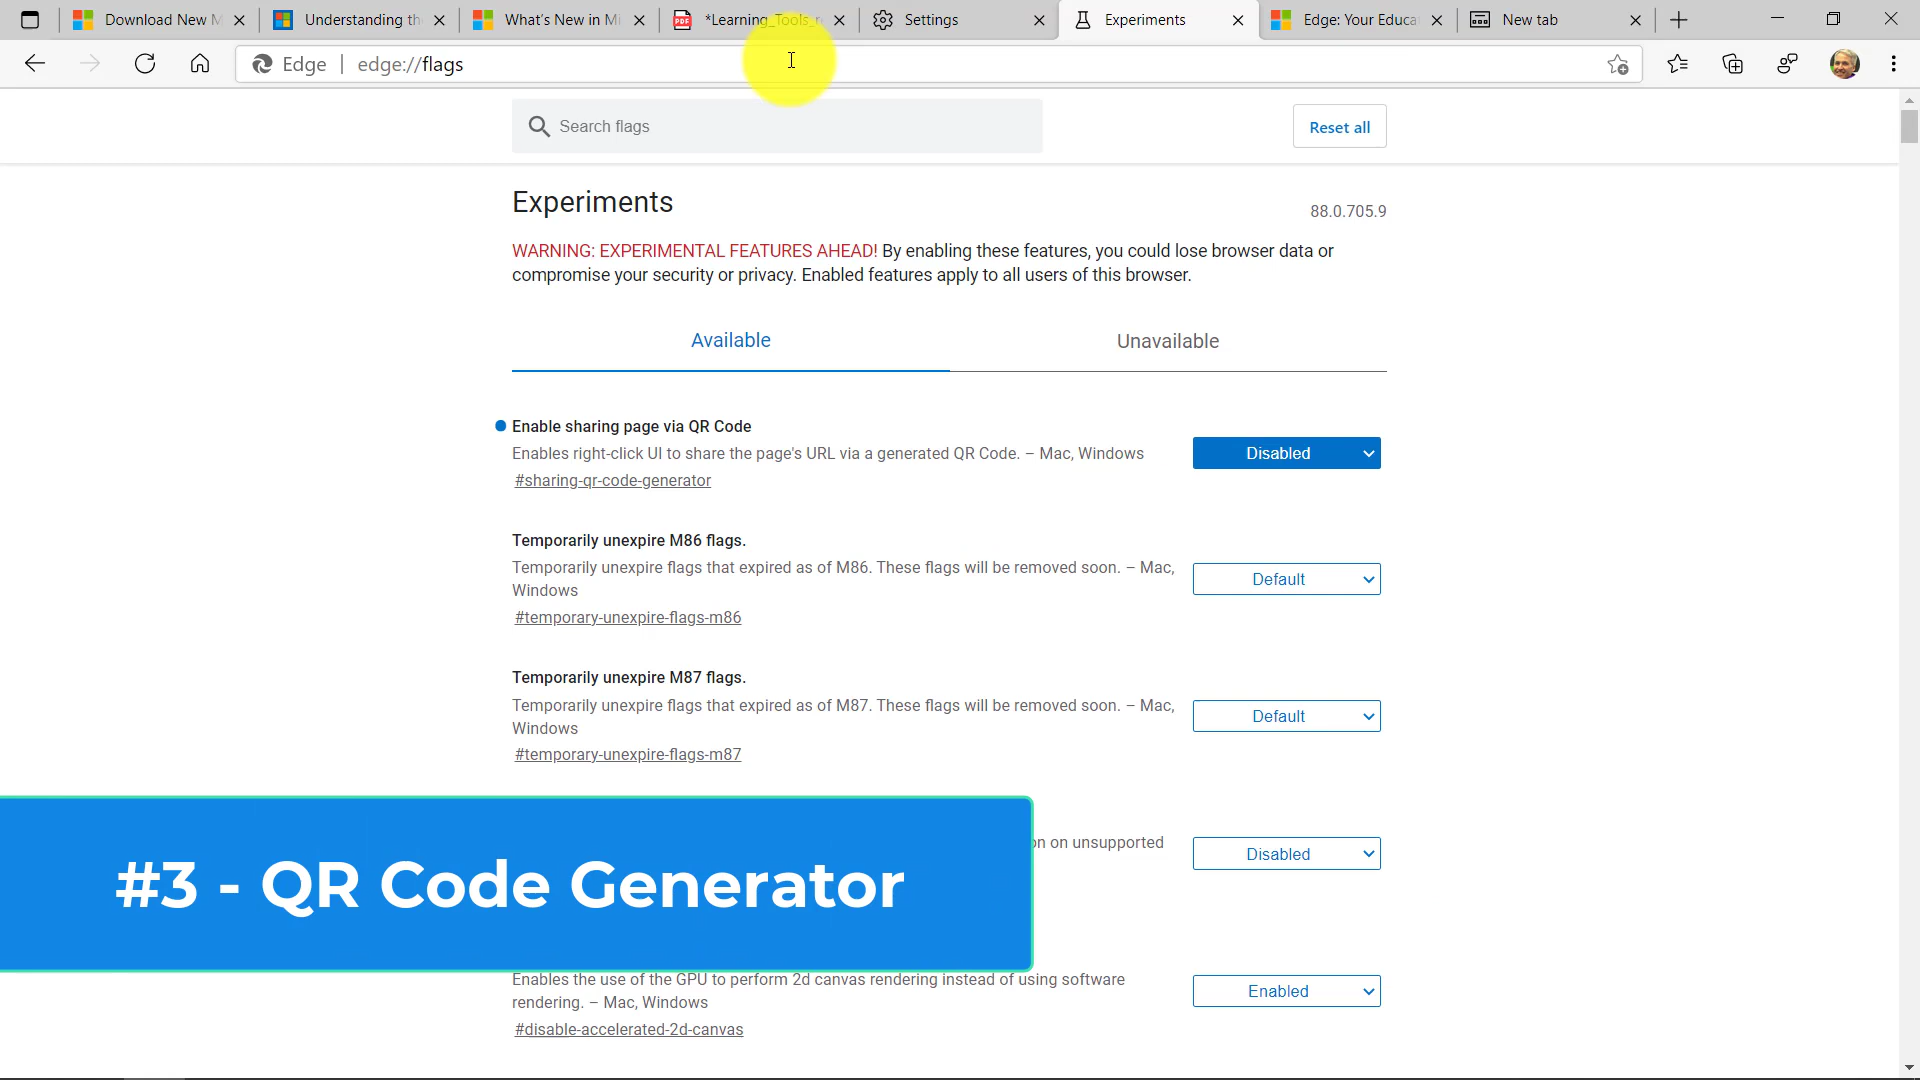 Download New M
Understanding th
What's New in Mi
*Learning_Tools_r
Settings
Experiments
Edge: Your Educa
New tab
Edge | edge://flags
Search flags
Reset all
Experiments
88.0.705.9
WARNING: EXPERIMENTAL FEATURES AHEAD! By enabling these features, you could lose browser data or
compromise your security or privacy. Enabled features apply to all users of this browser.
Available
Unavailable
Enable sharing page via QR Code
Enables right-click UI to share the page's URL via a generated QR Code. – Mac, Windows
Disabled
#sharing-qr-code-generator
Temporarily unexpire M86 flags.
Temporarily unexpire flags that expired as of M86. These flags will be removed soon. – Mac,
Windows
Default
#temporary-unexpire-flags-m86
Temporarily unexpire M87 flags.
Temporarily unexpire flags that expired as of M87. These flags will be removed soon. – Mac,
Windows
Default
#temporary-unexpire-flags-m87
on on unsupported
Disabled
#3 - QR Code Generator
Enables the use of the GPU to perform 2d canvas rendering instead of using software
rendering. – Mac, Windows
Enabled
#disable-accelerated-2d-canvas